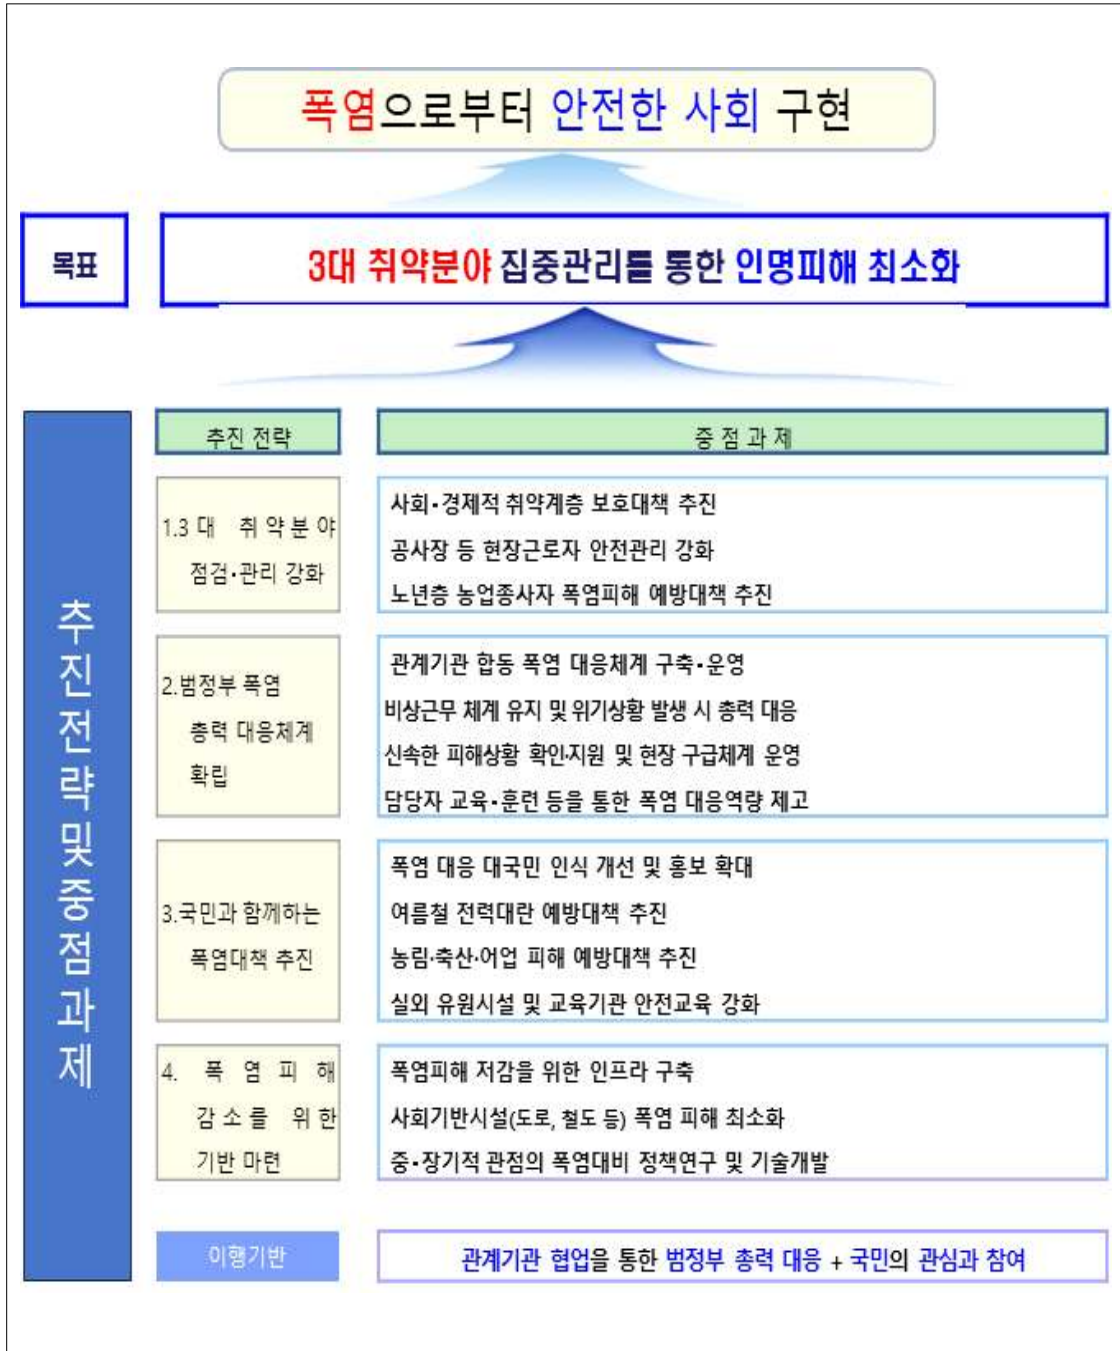 폭염으로부터 안전한 사회 구현
목표
3대 취약분야 집중관리를 통한 인명피해 최소화
추진전략및중점과제
추진 전략
중 점 과 제
1.3 대 취 약 분 야
점검·관리 강화
사회·경제적 취약계층 보호대책 추진
공사장 등 현장근로자 안전관리 강화
노년층 농업종사자 폭염피해 예방대책 추진
2.범정부 폭염
총력 대응체계
확립
관계기관 합동 폭염 대응체계 구축·운영
비상근무 체계 유지 및 위기상황 발생 시 총력 대응
신속한 피해상황 확인·지원 및 현장 구급체계 운영
담당자 교육·훈련 등을 통한 폭염 대응역량 제고
3.국민과 함께하는
폭염대책 추진
폭염 대응 대국민 인식 개선 및 홍보 확대
여름철 전력대란 예방대책 추진
농림·축산·어업 피해 예방대책 추진
실외 유원시설 및 교육기관 안전교육 강화
4. 폭 염 피 해
감 소 를 위 한
기반 마련
폭염피해 저감을 위한 인프라 구축
사회기반시설(도로, 철도 등) 폭염 피해 최소화
중·장기적 관점의 폭염대비 정책연구 및 기술개발
이행기반
관계기관 협업을 통한 범정부 총력 대응 + 국민의 관심과 참여